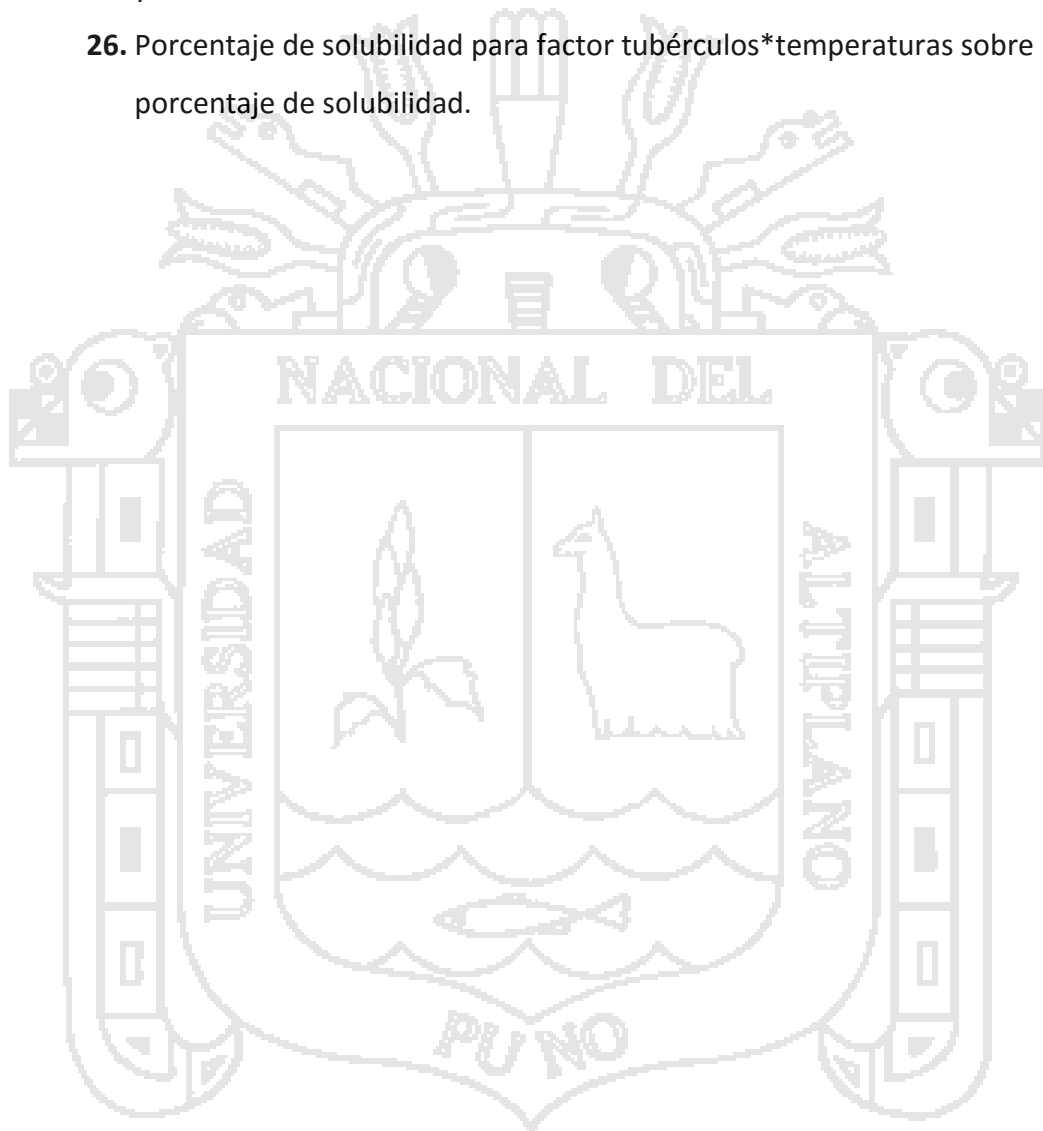 26. Porcentaje de solubilidad para factor tubérculos*temperaturas sobre
porcentaje de solubilidad.
NACIONAL DEL
UNIVERSIDAD
ALTIPLANO
PUNO